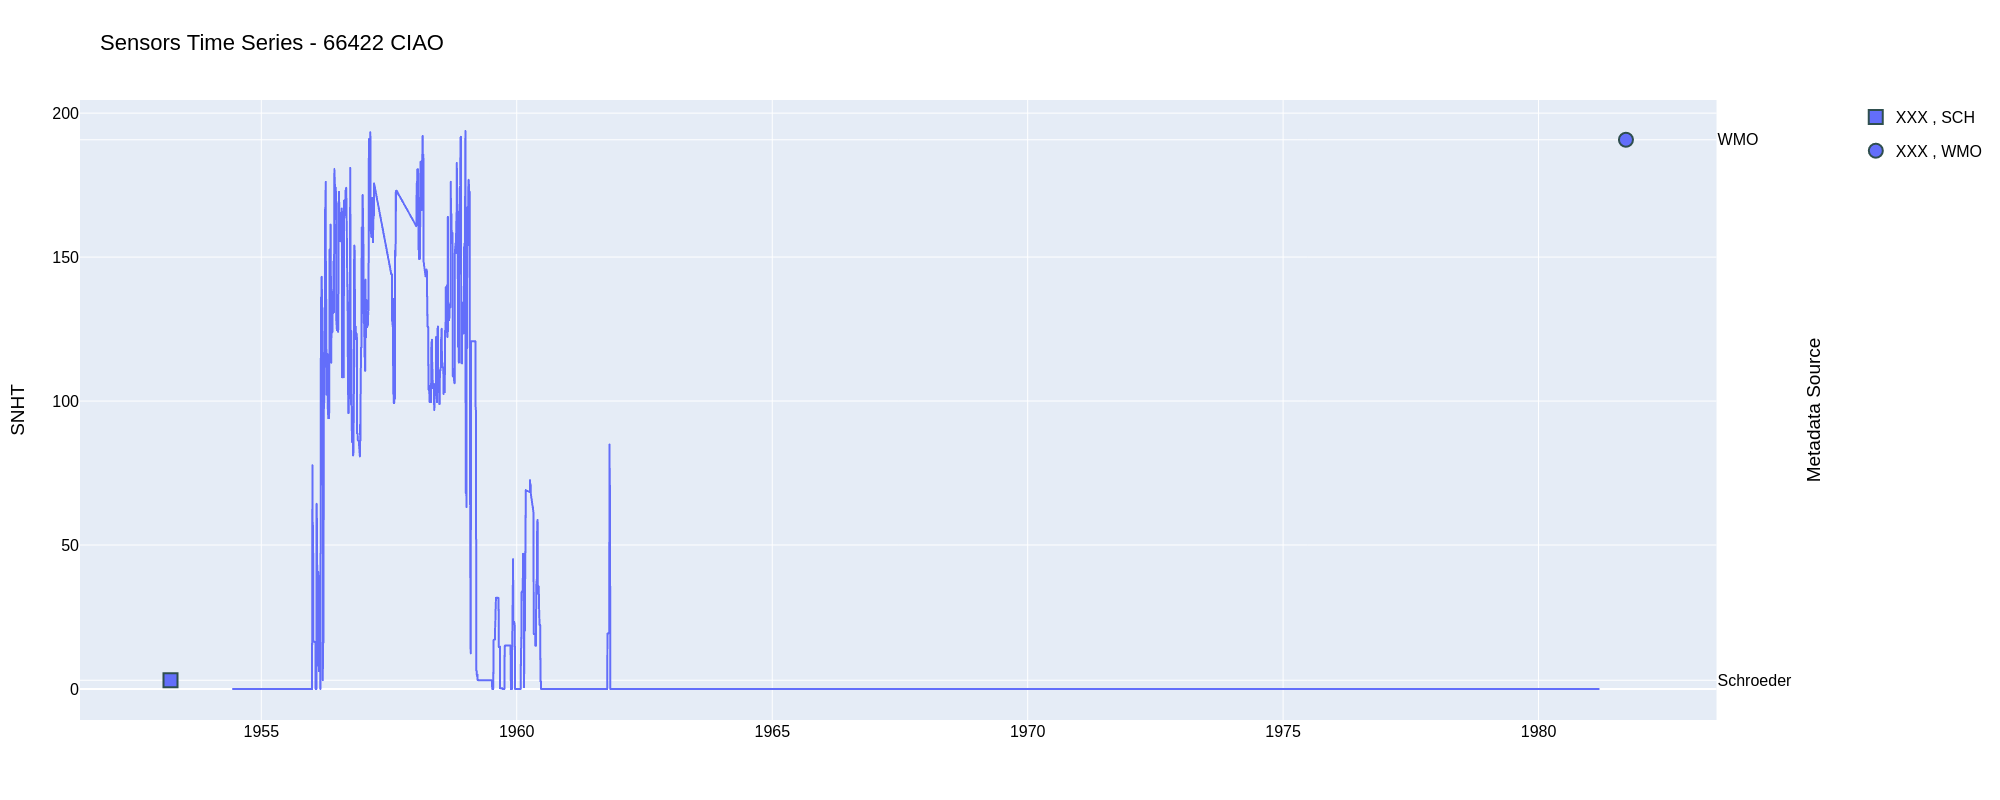 Sensors Time Series - 66422 CIAO
XXX , SCH
XXX , WMO
SNHT
200
150
100
50
0
WMO
Schroeder
Metadata Source
1955
1960
1965
1970
1975
1980